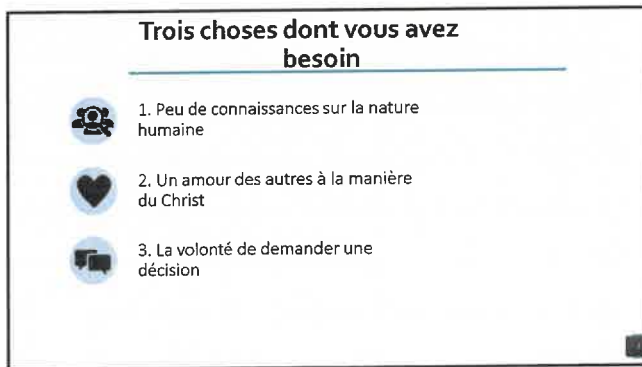 Trois choses dont vous avez
besoin
1. Peu de connaissances sur la nature
humaine
2. Un amour des autres à la manière
du Christ
3. La volonté de demander une
décision